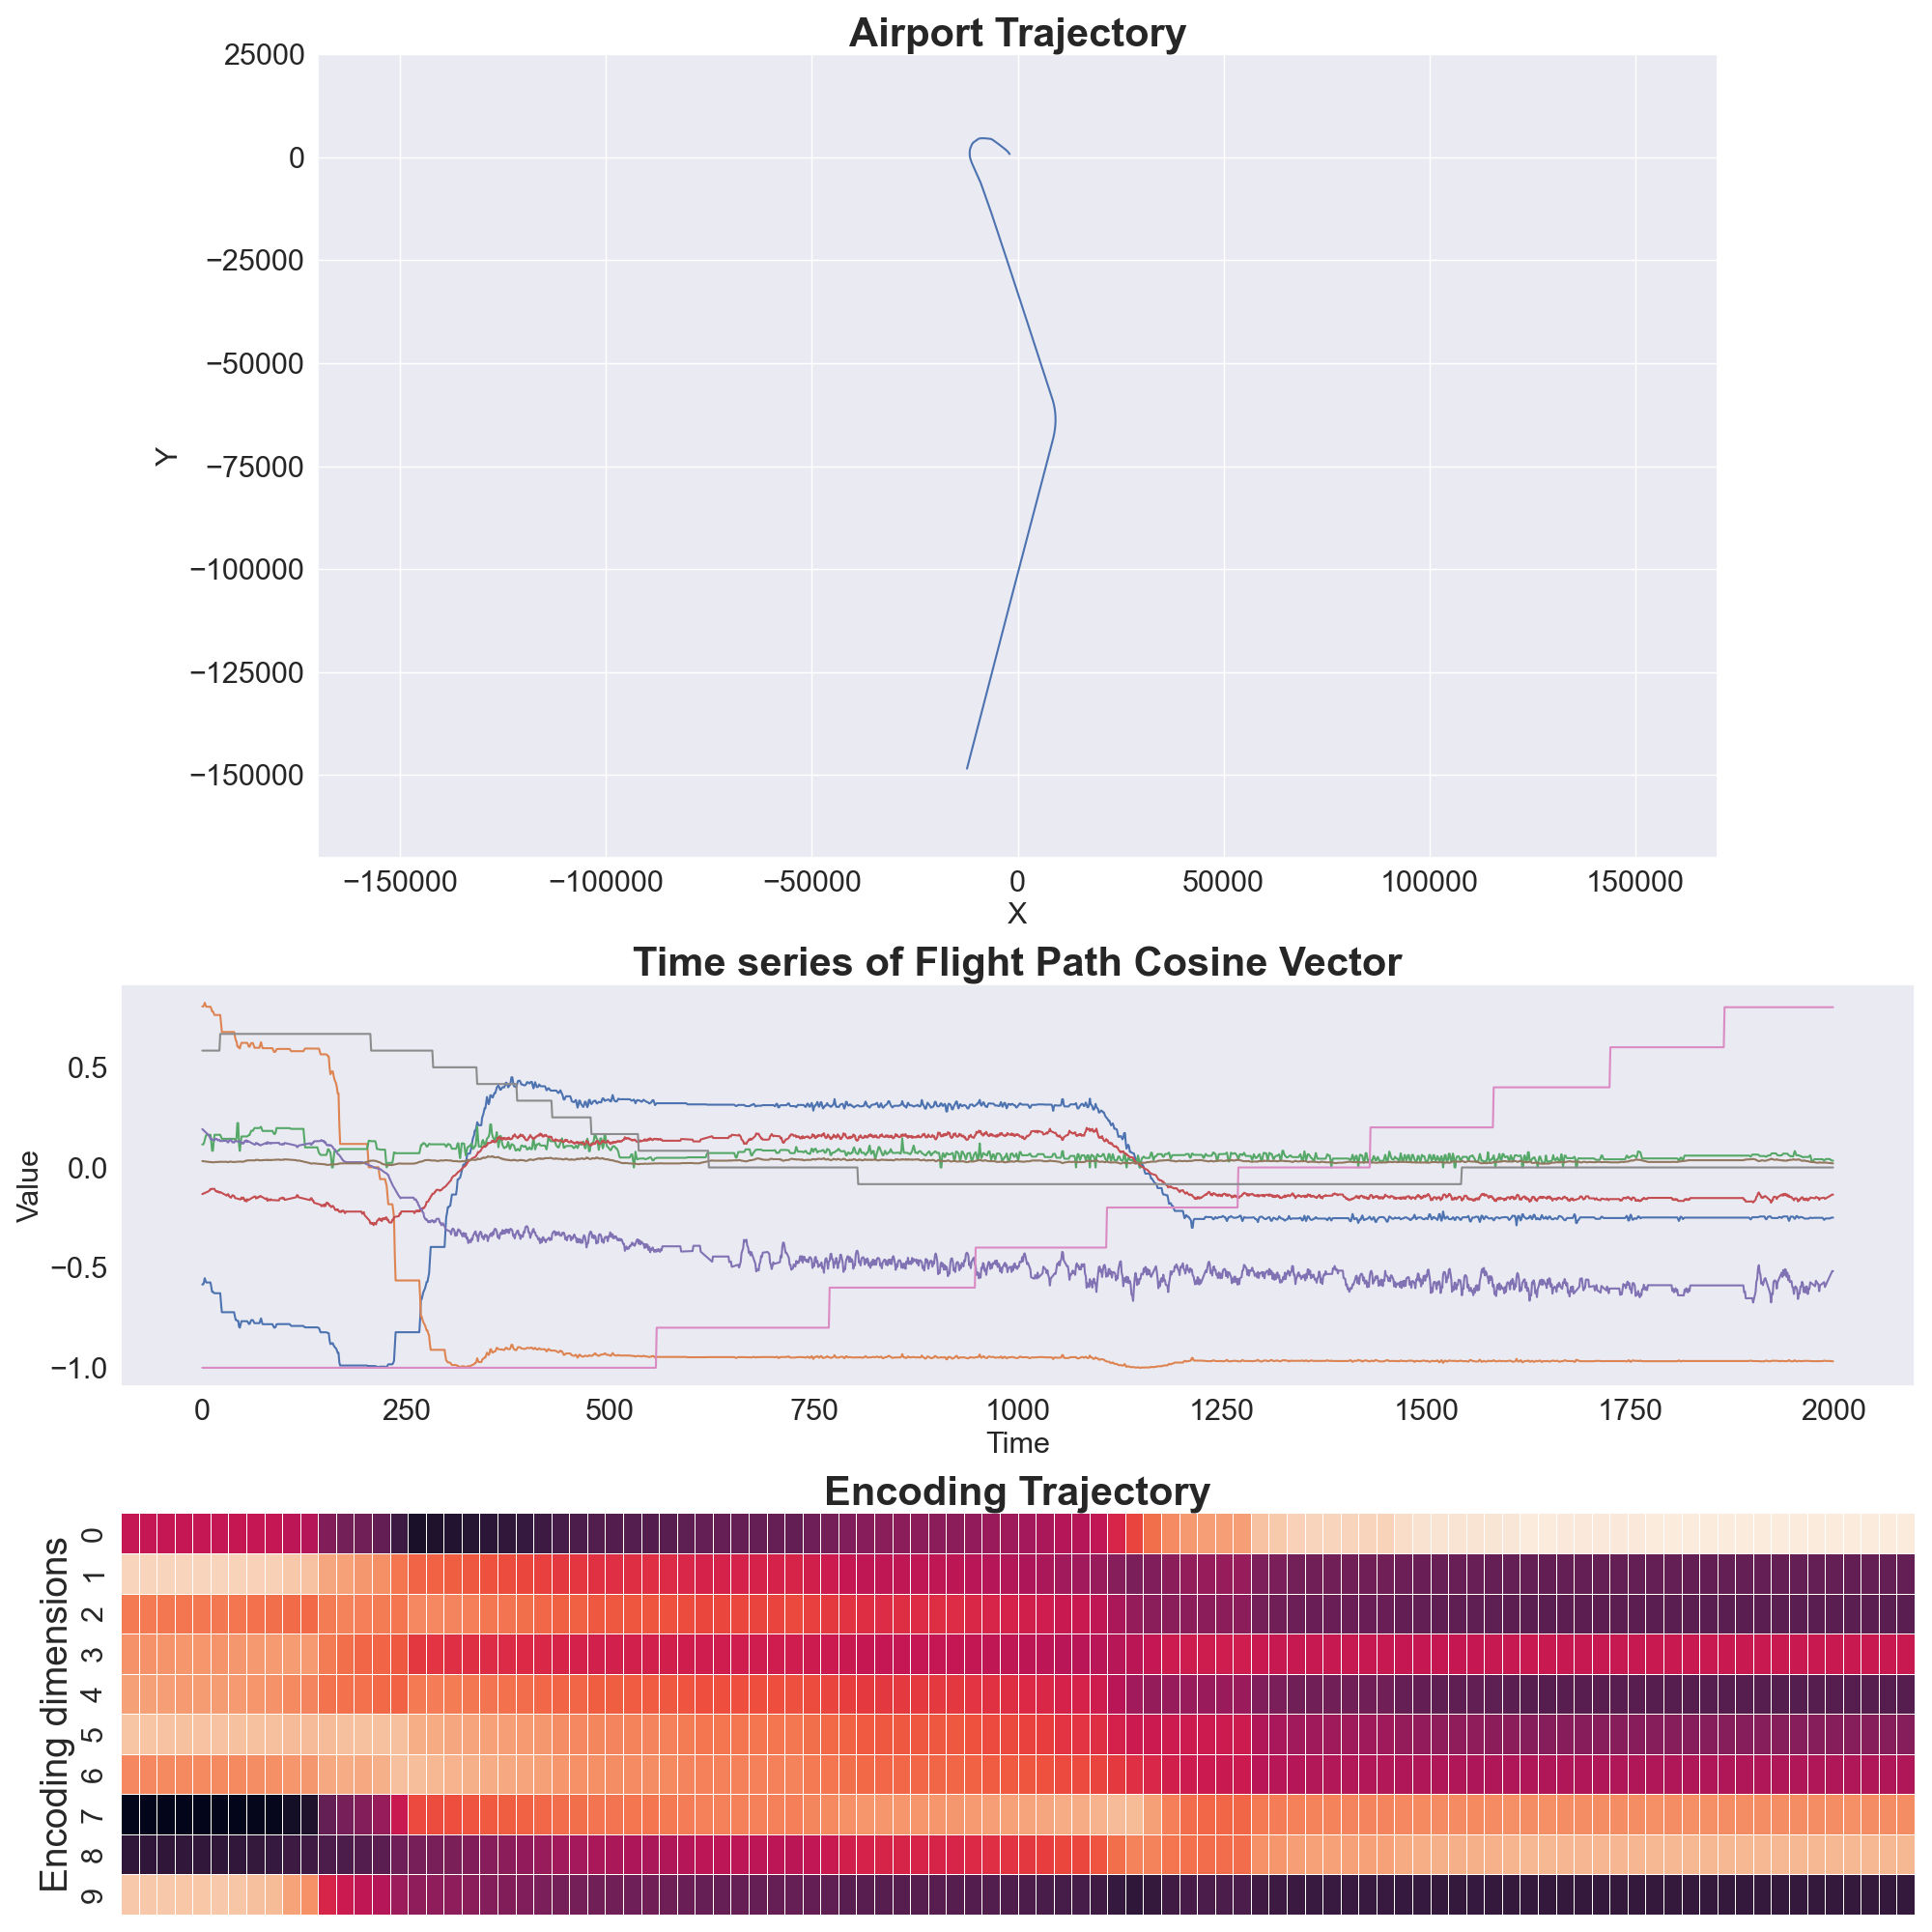 Airport Trajectory
25000
0
−25000
−50000
−75000
−100000
−125000
−150000
Y
−150000 −100000 −50000 0 50000 100000 150000
X
Time series of Flight Path Cosine Vector
0.5
0.0
−0.5
−1.0
Value
0 250 500 750 1000 1250 1500 1750 2000
Time
Encoding Trajectory
Encoding dimensions
0
1
2
3
4
5
6
7
8
9